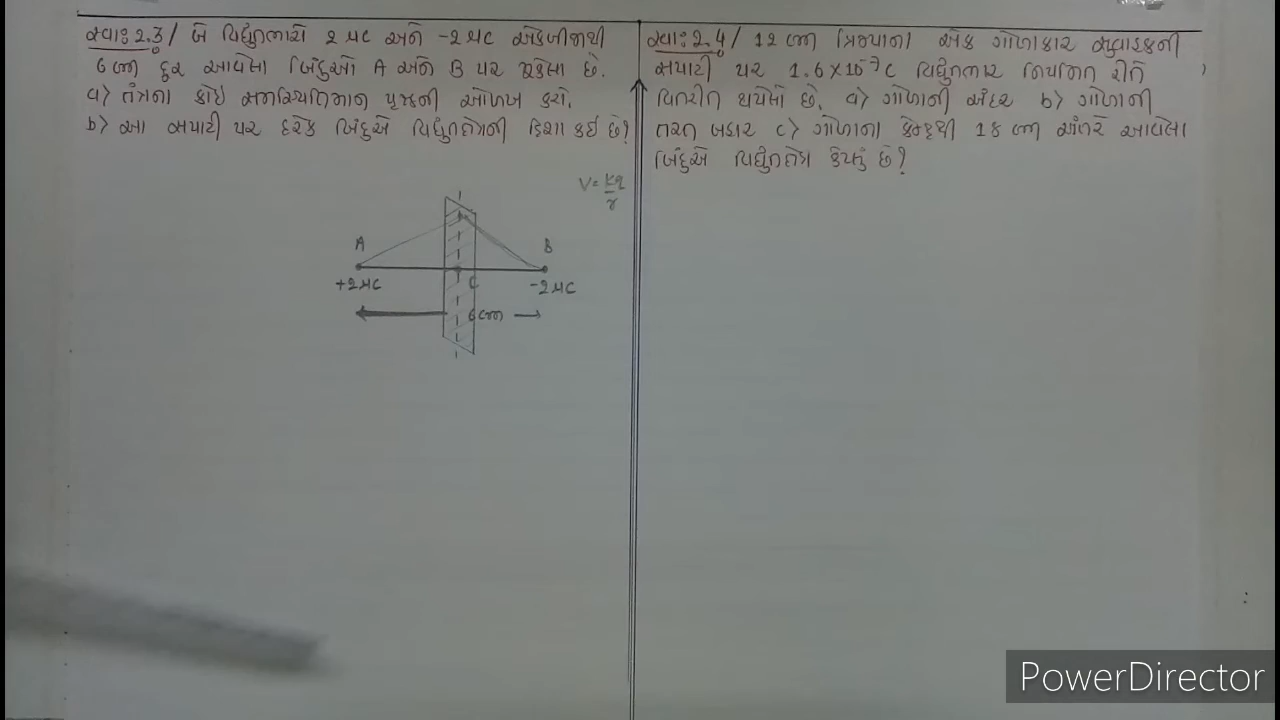 સ્વા: 2.3/ બે વિદ્યુતભારો 2 μC અને -2 μC એકબીજાથી
6 cm દુર આવેલા બિંદુઓ A અને B પર મુકેલા છે.
a> તંત્રના કોઇ સમસ્થિતિમાન પૃષ્ઠની ઓળખ કરો.
b> આ સપાટી પર દરેક બિંદુએ વિદ્યુતક્ષેત્રની દિશા કઇ છે?
V = kq/r
A
B
+2 μC
C
-2 μC
6 cm
સ્વા: 2.4/ 12 cm ત્રિજ્યાના એક ગોળાકાર સુવાહકની
સપાટી પર 1.6 X 10⁻⁷ C વિદ્યુતભાર નિયમિત રીતે
વિતરીત થયેલો છે. a> ગોળાની અંદર b> ગોળાની
તરત બહાર c> ગોળાના કેન્દ્રથી 18 cm અંતરે આવેલા
બિંદુએ વિદ્યુતક્ષેત્ર કેટલું છે?
PowerDirector